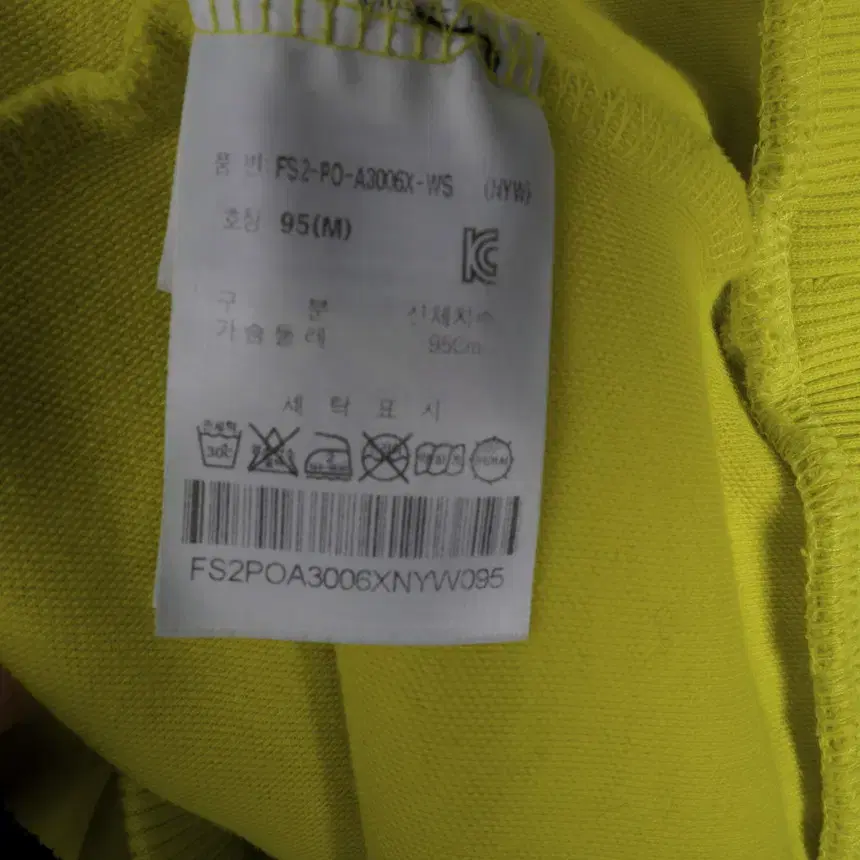 품 번: FS2-PO-A3006X-WS (NYW)
호칭 95(M)
구 분 신체치수
가슴둘레 95Cm
세 탁 표 시
30℃
FS2POA3006XNYW095